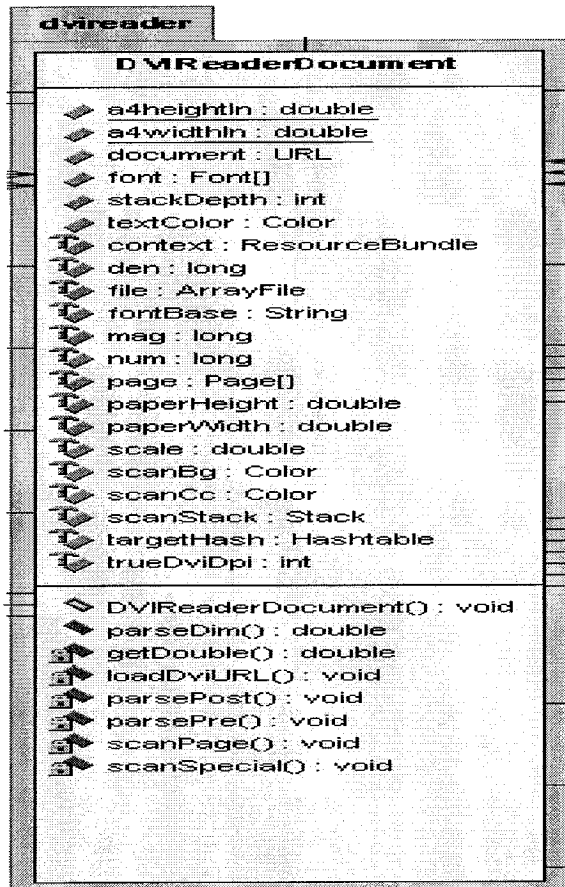 dvireader
DVIReaderDocument
a4heightIn : double
a4widthIn : double
document : URL
font : Font[]
stackDepth : int
textColor : Color
context : ResourceBundle
den : long
file : ArrayFile
fontBase : String
mag : long
num : long
page : Page[]
paperHeight : double
paperWidth : double
scale : double
scanBg : Color
scanCc : Color
scanStack : Stack
targetHash : Hashtable
trueDviDpi : int
DVIReaderDocument() : void
parseDim() : double
getDouble() : double
loadDviURL() : void
parsePost() : void
parsePre() : void
scanPage() : void
scanSpecial() : void